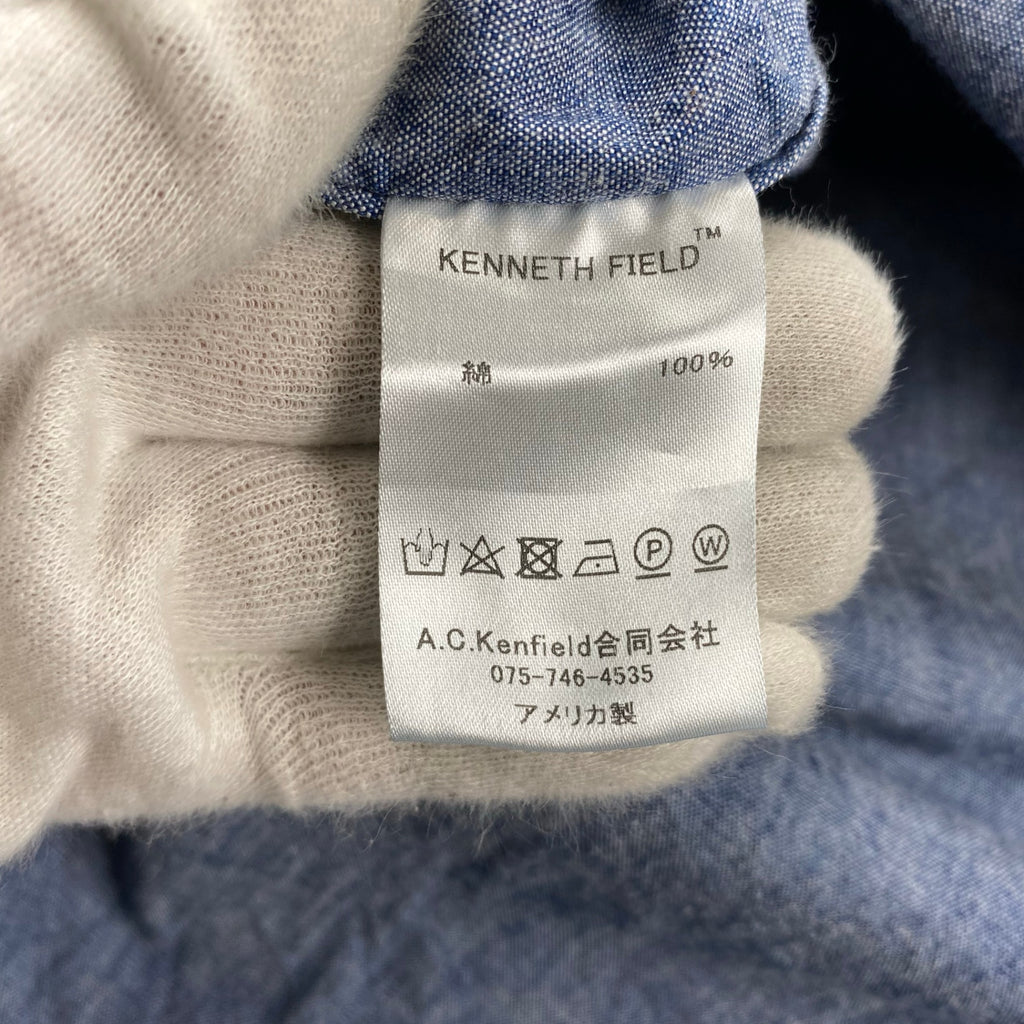 KENNETH FIELD™
綿 100%
P W
A.C.Kenfield合同会社
075-746-4535
アメリカ製